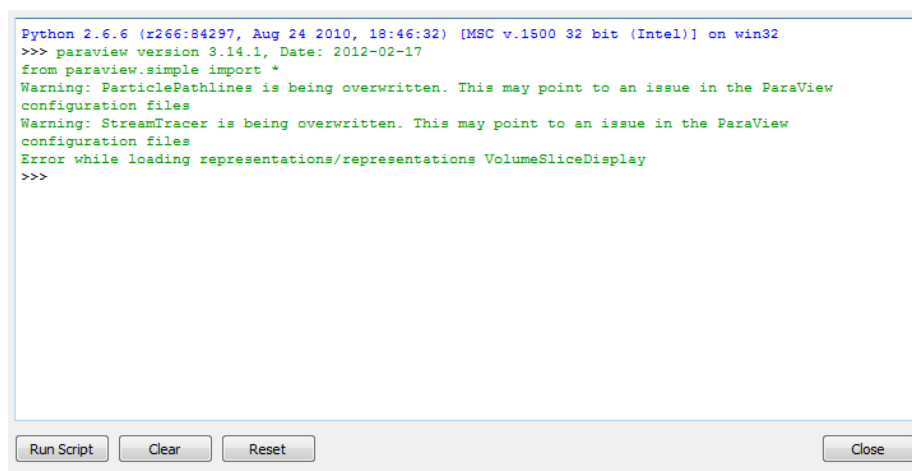 Python 2.6.6 (r266:84297, Aug 24 2010, 18:46:32) [MSC v.1500 32 bit (Intel)] on win32
>>> paraview version 3.14.1, Date: 2012-02-17
from paraview.simple import *
Warning: ParticlePathlines is being overwritten. This may point to an issue in the ParaView
configuration files
Warning: StreamTracer is being overwritten. This may point to an issue in the ParaView
configuration files
Error while loading representations/representations VolumeSliceDisplay
>>>
Run Script Clear Reset Close